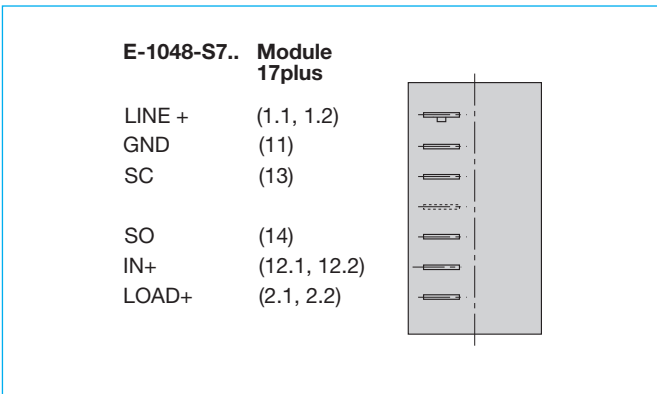 E-1048-S7.. Module
17plus
LINE + (1.1, 1.2)
GND (11)
SC (13)
SO (14)
IN+ (12.1, 12.2)
LOAD+ (2.1, 2.2)